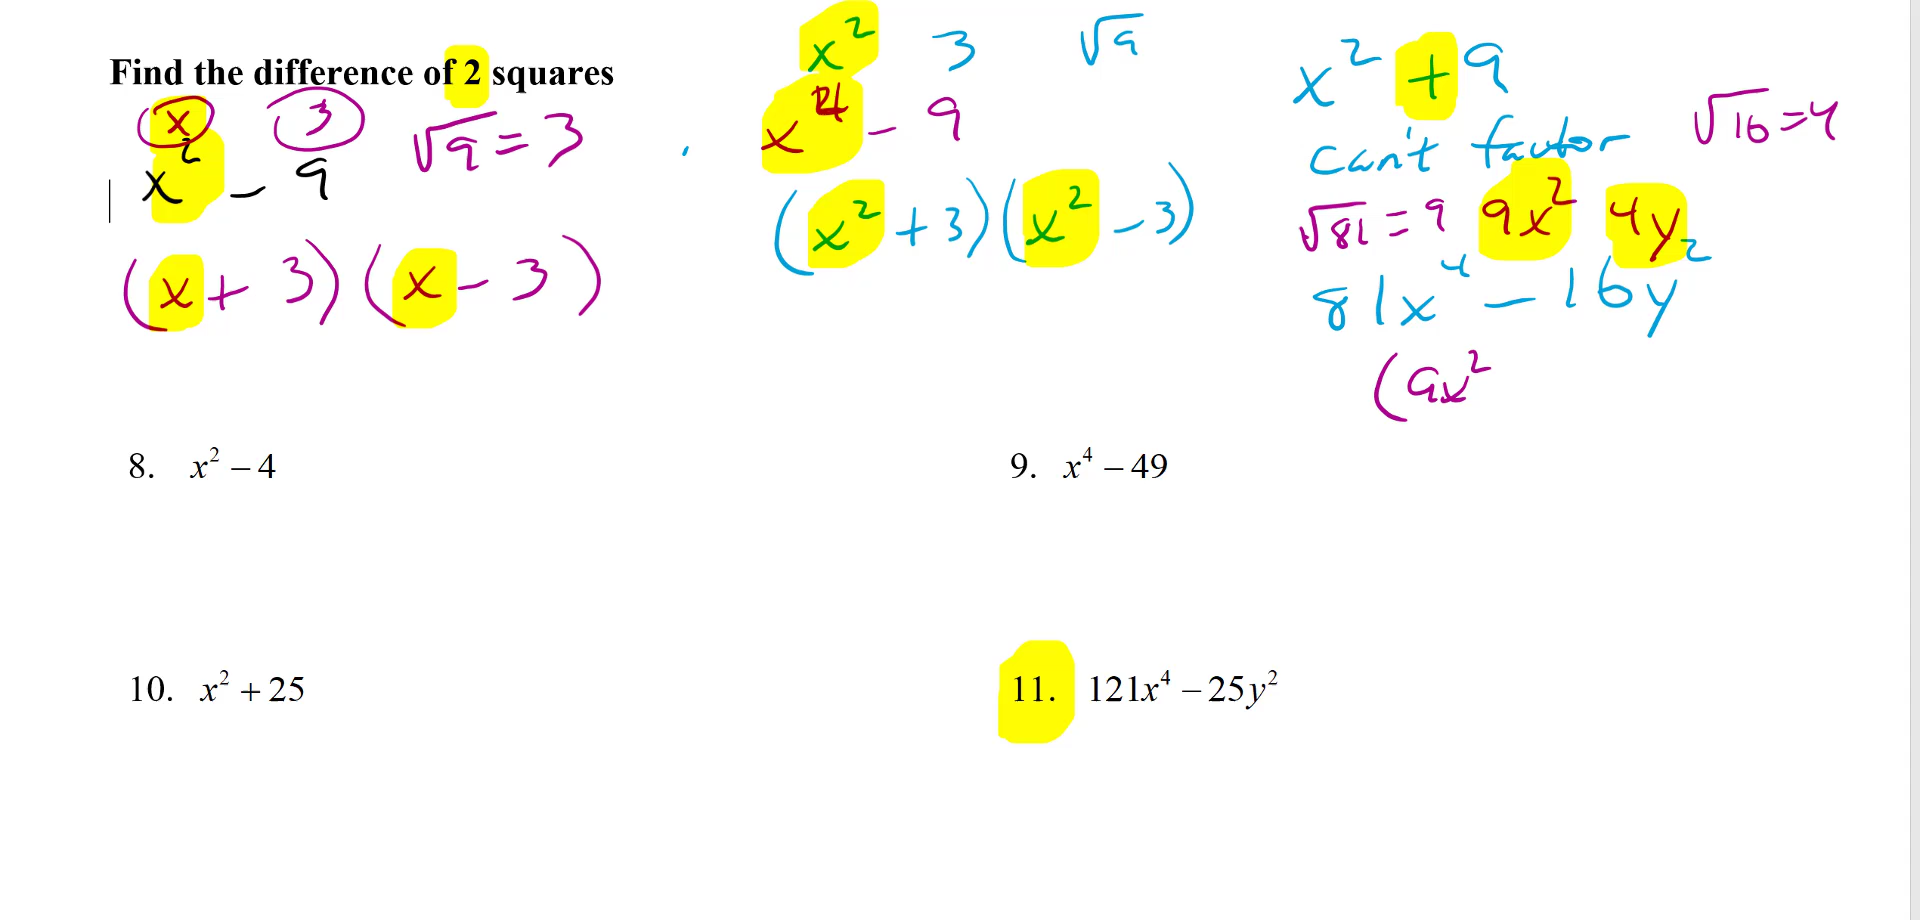 Find the difference of 2 squares
x 3 √9 = 3
x² - 9
(x + 3)(x - 3)
x² 3 √9
x⁴ - 9
(x² + 3)(x² - 3)
x² + 9
can't factor
√16 = 4
√81 = 9 9x² 4y
81x⁴ - 16y²
(9x²
8. x² – 4
9. x⁴ – 49
10. x² + 25
11. 121x⁴ – 25y²